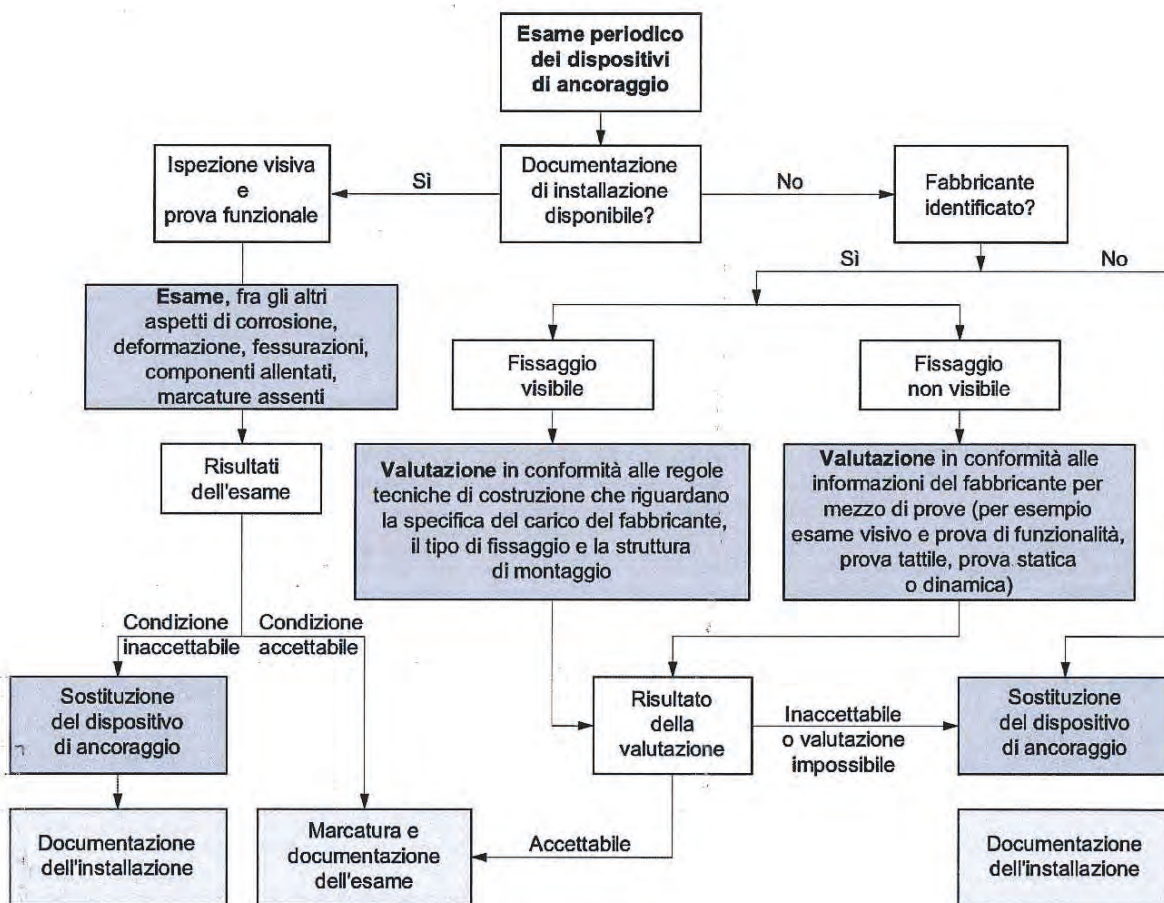 Esame periodico
dei dispositivi
di ancoraggio
Ispezione visiva
e
prova funzionale
Sì
Documentazione
di installazione
disponibile?
No
Fabbricante
identificato?
Sì
No
Esame, fra gli altri
aspetti di corrosione,
deformazione, fessurazioni,
componenti allentati,
marcature assenti
Fissaggio
visibile
Fissaggio
non visibile
Risultati
dell'esame
Valutazione in conformità alle regole
tecniche di costruzione che riguardano
la specifica del carico del fabbricante,
il tipo di fissaggio e la struttura
di montaggio
Valutazione in conformità alle
informazioni del fabbricante per
mezzo di prove (per esempio
esame visivo e prova di funzionalità,
prova tattile, prova statica
o dinamica)
Condizione
inaccettabile
Condizione
accettabile
Sostituzione
del dispositivo
di ancoraggio
Risultato
della
valutazione
Inaccettabile
o valutazione
impossibile
Sostituzione
del dispositivo
di ancoraggio
Documentazione
dell'installazione
Marcatura e
documentazione
dell'esame
Accettabile
Documentazione
dell'installazione